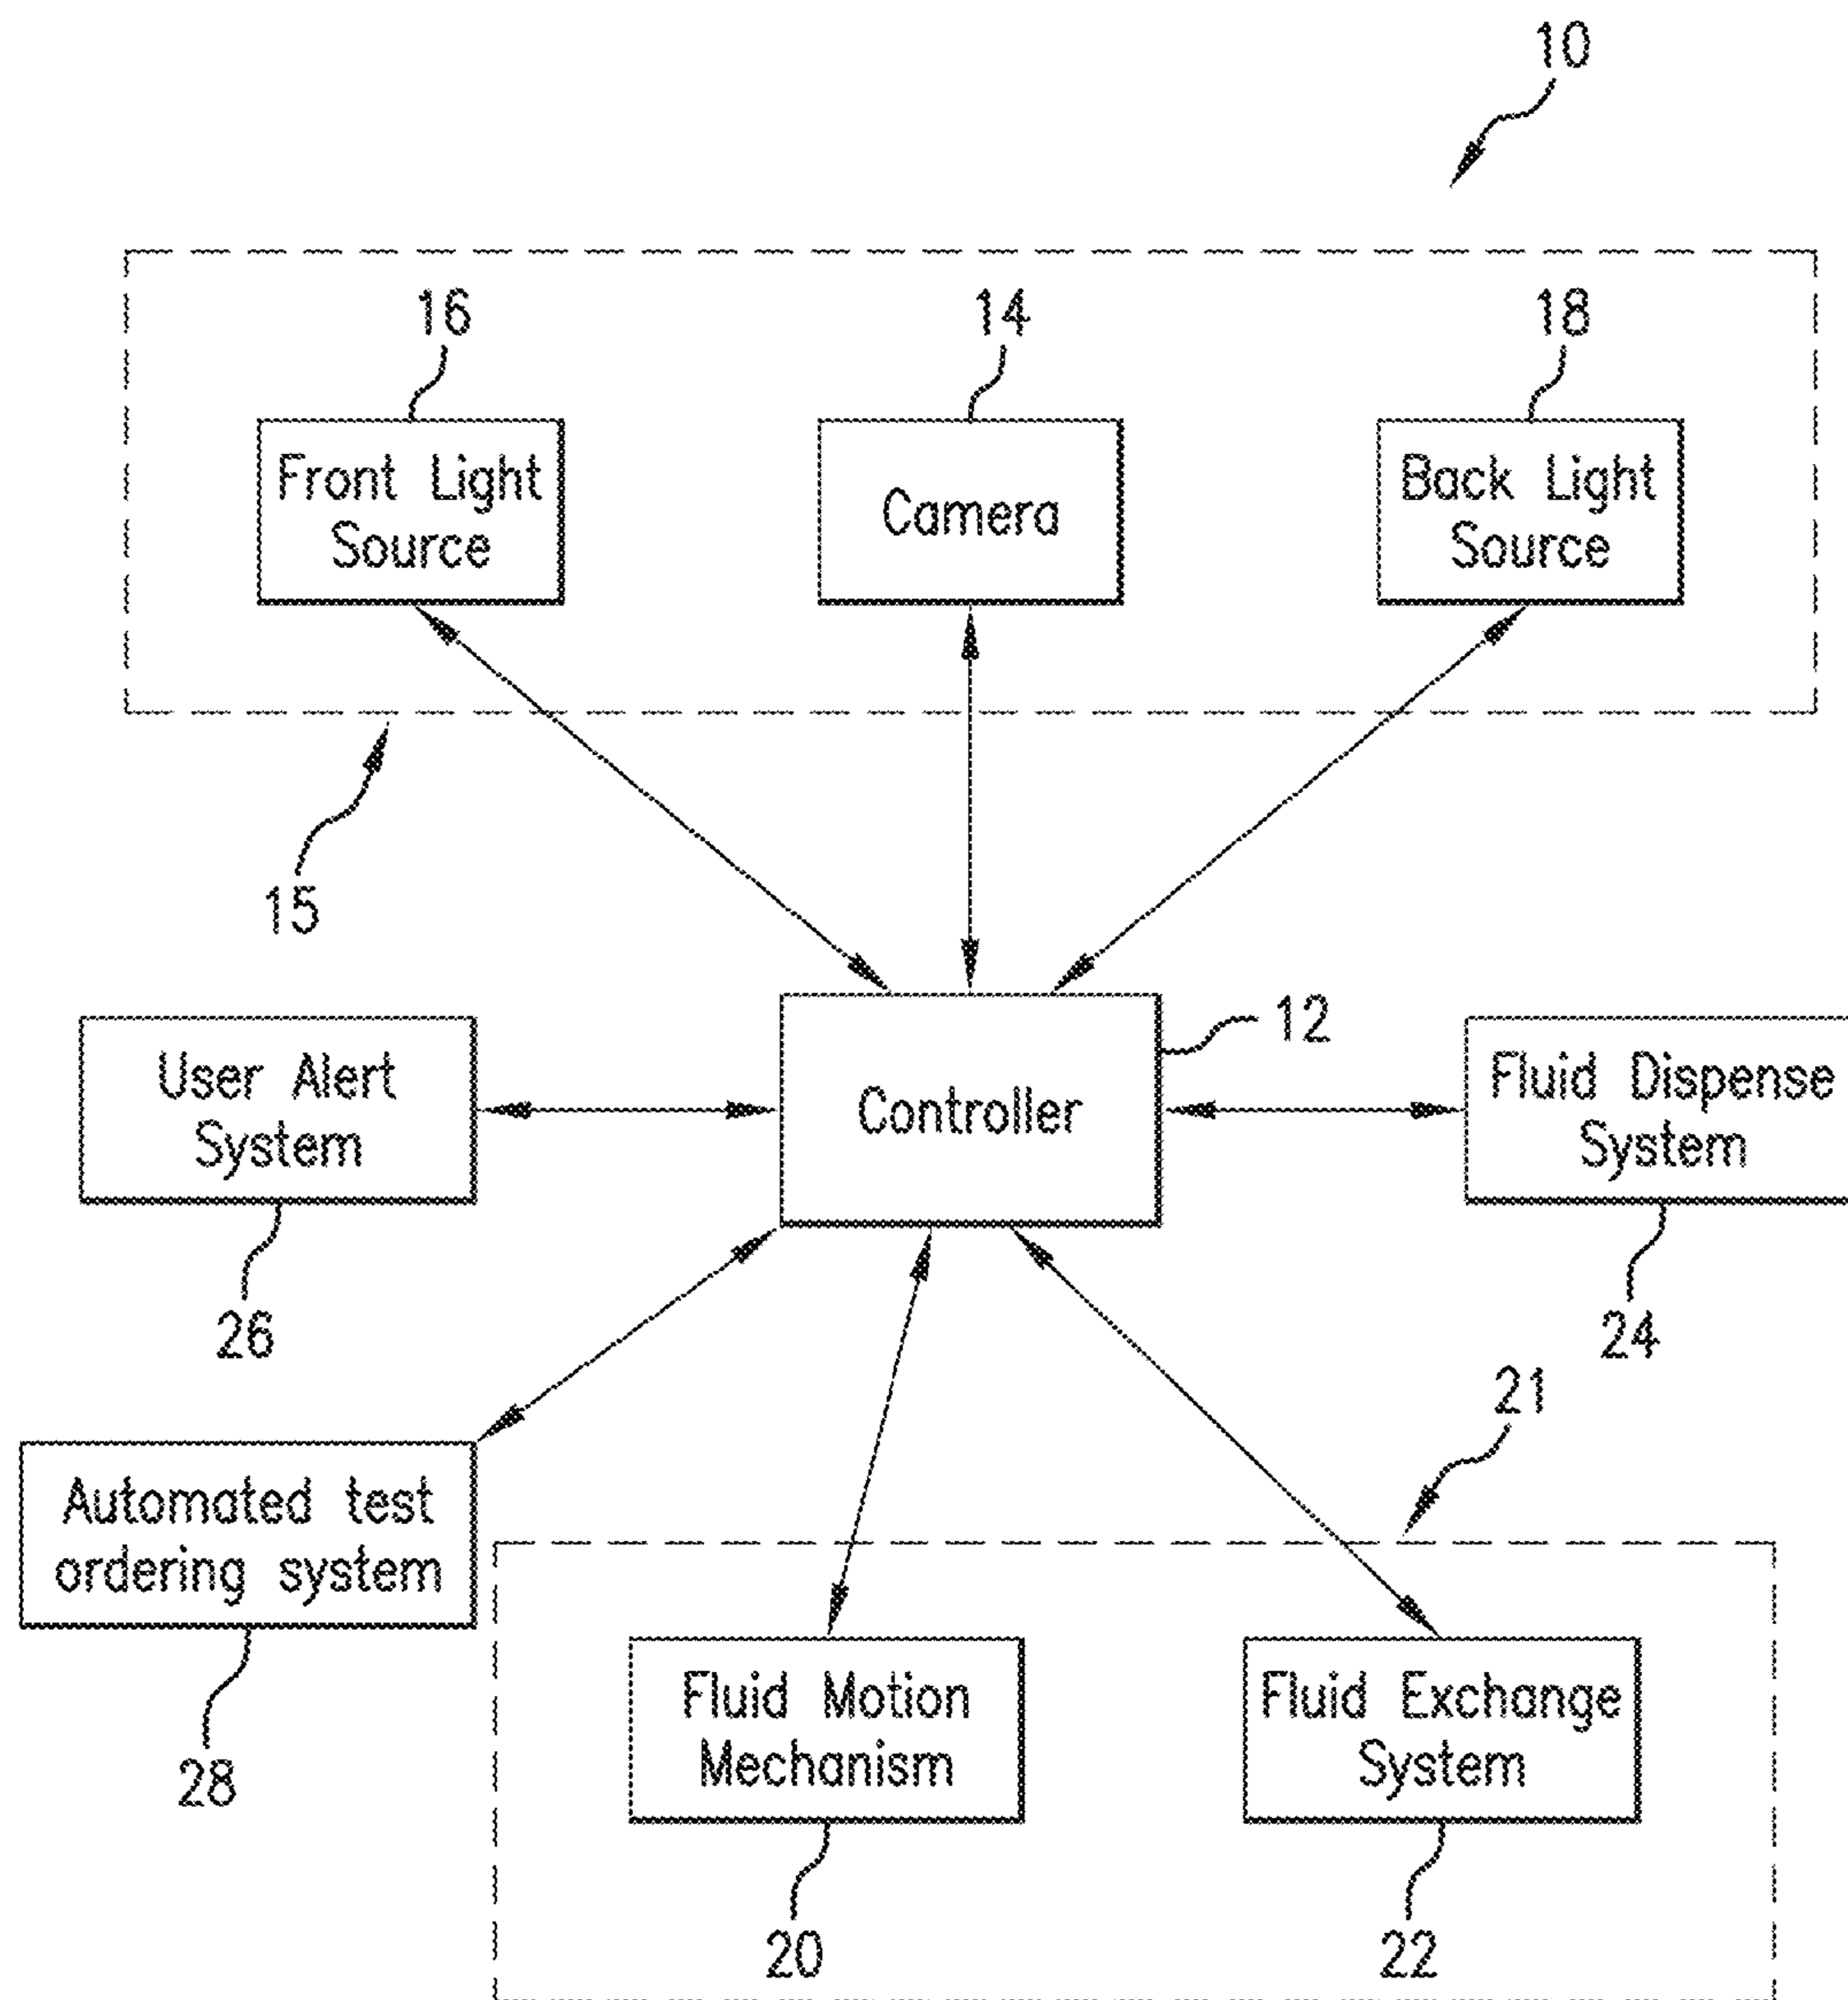 10
16
14
18
Front Light
Source
Camera
Back Light
Source
15
12
User Alert
System
Controller
Fluid Dispense
System
26
24
21
Automated test
ordering system
28
Fluid Motion
Mechanism
Fluid Exchange
System
20
22